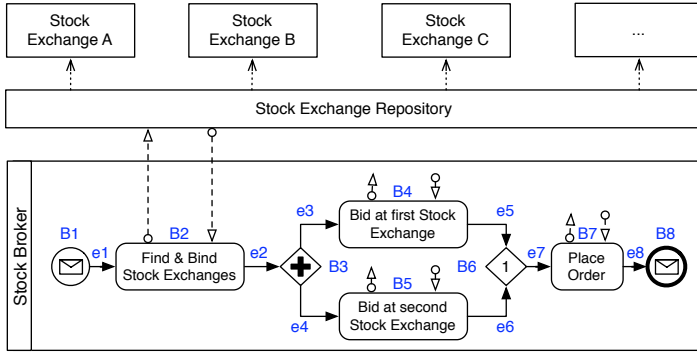 Stock
Exchange A
Stock
Exchange B
Stock
Exchange C
...
Stock Exchange Repository
Stock Broker
B1
e1
B2
Find & Bind
Stock Exchanges
e2
B3
e3
e4
B4
Bid at first Stock
Exchange
e5
B5
Bid at second
Stock Exchange
e6
B6
1
e7
B7
Place
Order
e8
B8